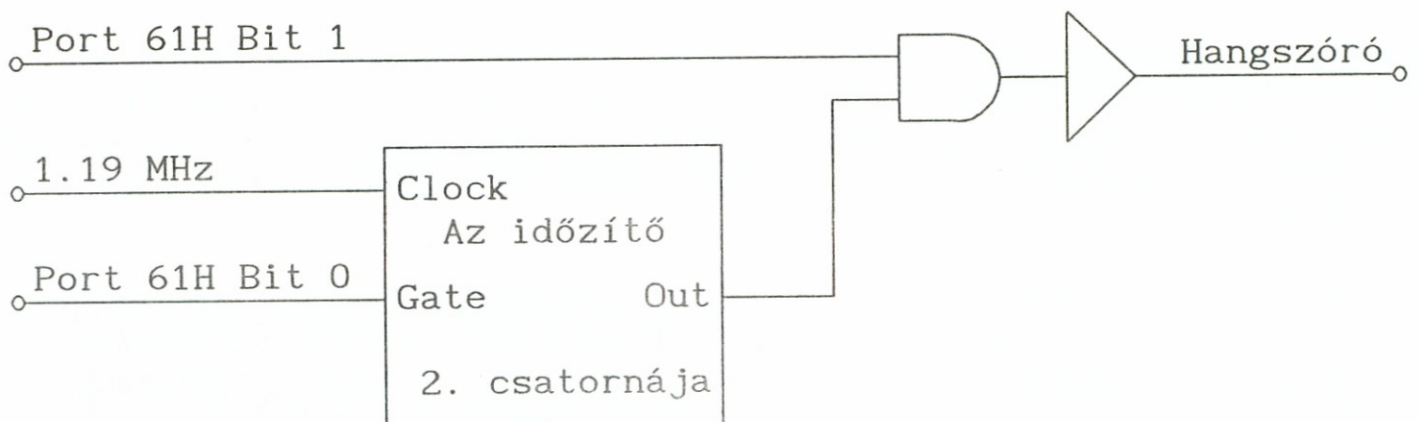 Port 61H Bit 1
Hangszóró
1.19 MHz
Clock
Az időzítő
Port 61H Bit 0
Gate
Out
2. csatornája